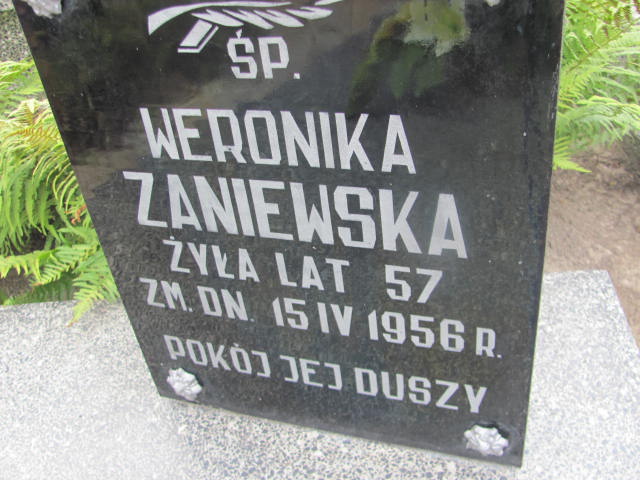 ŚP.
WERONIKA
ZANIEWSKA
ŻYŁA LAT 57
ZM. DN. 15 IV 1956 R.
POKÓJ JEJ DUSZY